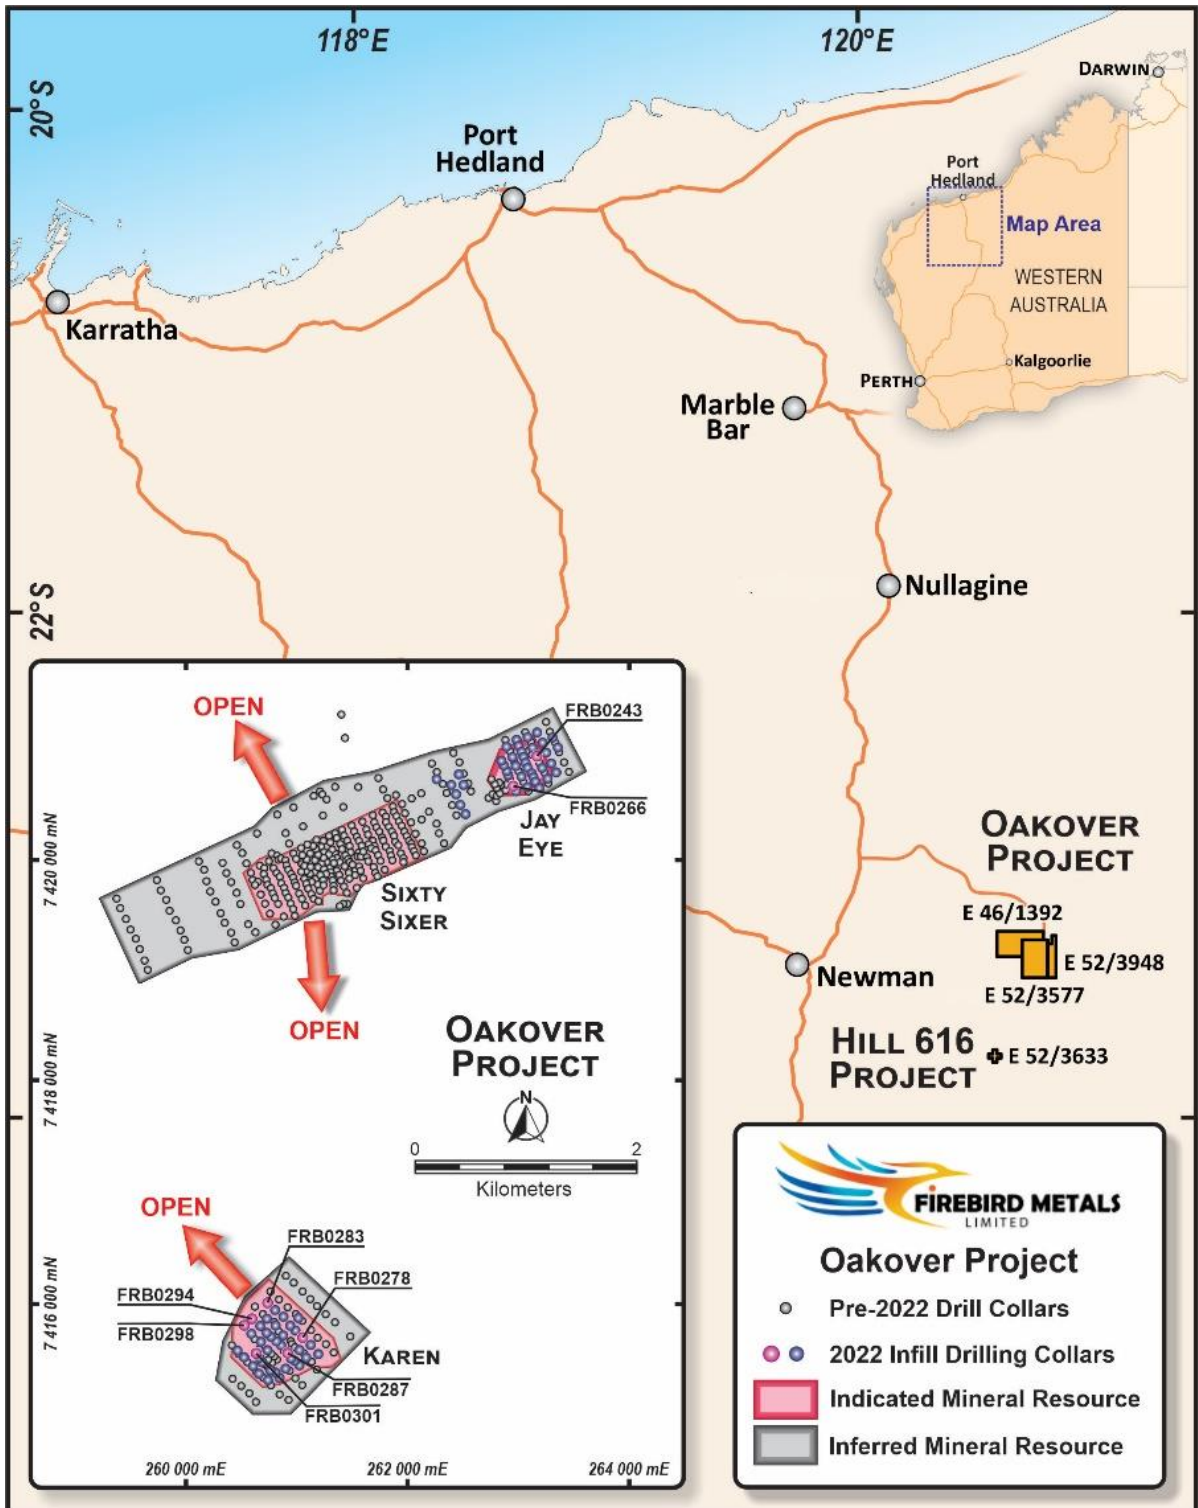 118°E
120°E
20°S
22°S
DARWIN
Port
Hedland
Map Area
WESTERN
AUSTRALIA
Kalgoorlie
PERTH
Port
Hedland
Karratha
Marble
Bar
Nullagine
Newman
OAKOVER
PROJECT
E 46/1392
E 52/3948
E 52/3577
HILL 616
PROJECT
E 52/3633
OPEN
FRB0243
FRB0266
JAY
EYE
SIXTY
SIXER
OPEN
OAKOVER
PROJECT
N
0 2
Kilometers
OPEN
FRB0283
FRB0278
FRB0294
FRB0298
KAREN
FRB0287
FRB0301
7 420 000 mN
7 418 000 mN
7 416 000 mN
260 000 mE
262 000 mE
264 000 mE
FIREBIRD METALS
LIMITED
Oakover Project
Pre-2022 Drill Collars
2022 Infill Drilling Collars
Indicated Mineral Resource
Inferred Mineral Resource